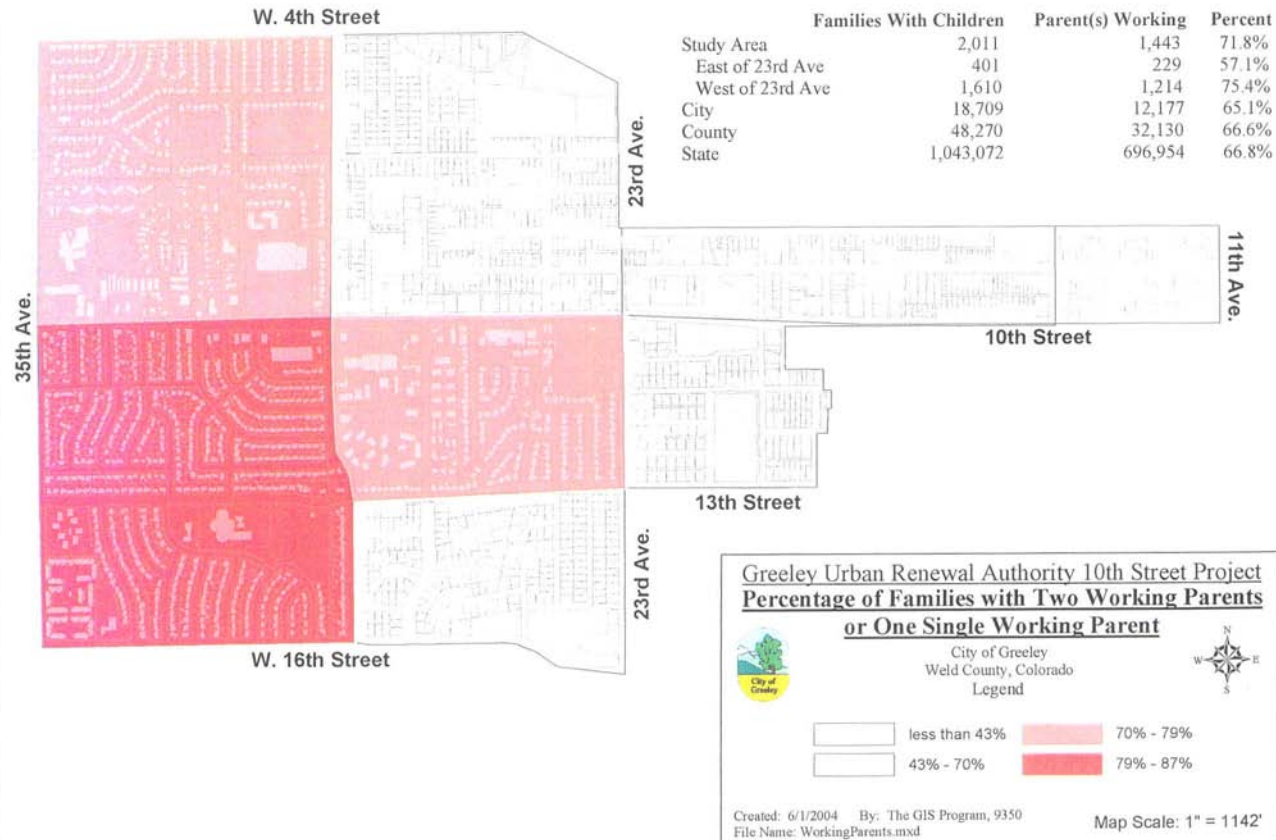 W. 4th Street
Families With Children Parent(s) Working Percent
Study Area 2,011 1,443 71.8%
East of 23rd Ave 401 229 57.1%
West of 23rd Ave 1,610 1,214 75.4%
City 18,709 12,177 65.1%
County 48,270 32,130 66.6%
State 1,043,072 696,954 66.8%
23rd Ave.
11th Ave.
35th Ave.
10th Street
13th Street
23rd Ave.
W. 16th Street
Greeley Urban Renewal Authority 10th Street Project
Percentage of Families with Two Working Parents
or One Single Working Parent
City of
Greeley
City of Greeley
Weld County, Colorado
Legend
N
W E
S
less than 43% 70% - 79%
43% - 70% 79% - 87%
Created: 6/1/2004 By: The GIS Program, 9350
File Name: WorkingParents.mxd
Map Scale: 1" = 1142'